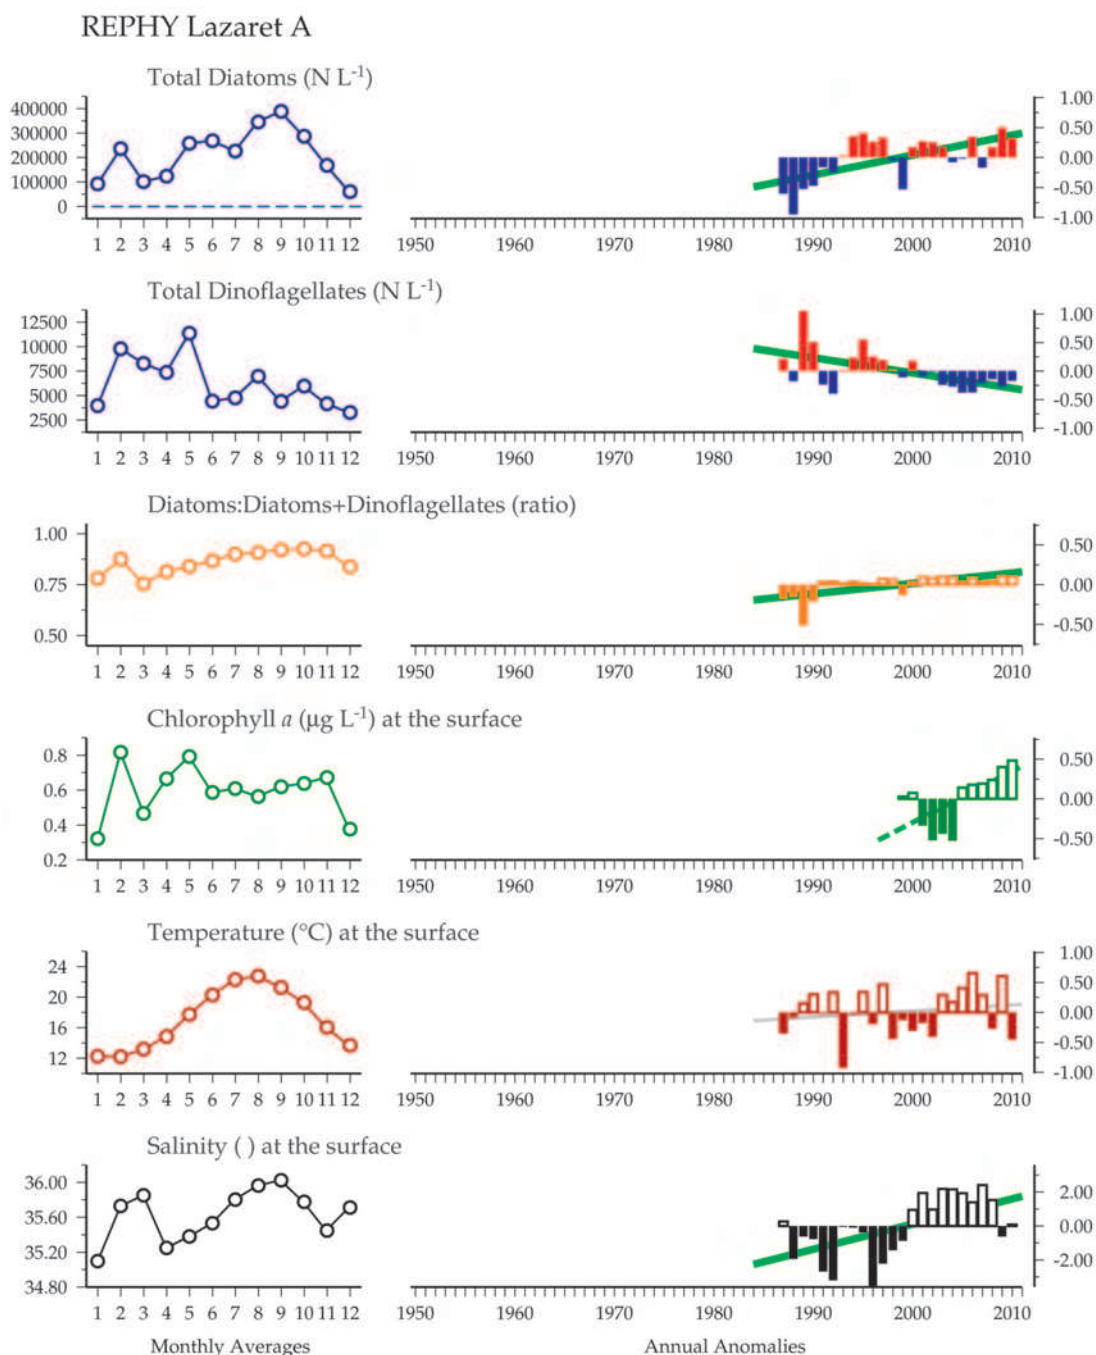 REPHY Lazaret A
Total Diatoms (N L⁻¹)
400000
300000
200000
100000
0
1 2 3 4 5 6 7 8 9 10 11 12
1950 1960 1970 1980 1990 2000 2010
1.00
0.50
0.00
-0.50
-1.00
Total Dinoflagellates (N L⁻¹)
12500
10000
7500
5000
2500
1 2 3 4 5 6 7 8 9 10 11 12
1950 1960 1970 1980 1990 2000 2010
1.00
0.50
0.00
-0.50
-1.00
Diatoms:Diatoms+Dinoflagellates (ratio)
1.00
0.75
0.50
1 2 3 4 5 6 7 8 9 10 11 12
1950 1960 1970 1980 1990 2000 2010
0.50
0.00
-0.50
Chlorophyll a (µg L⁻¹) at the surface
0.8
0.6
0.4
0.2
1 2 3 4 5 6 7 8 9 10 11 12
1950 1960 1970 1980 1990 2000 2010
0.50
0.00
-0.50
Temperature (°C) at the surface
24
20
16
12
1 2 3 4 5 6 7 8 9 10 11 12
1950 1960 1970 1980 1990 2000 2010
1.00
0.50
0.00
-0.50
-1.00
Salinity ( ) at the surface
36.00
35.60
35.20
34.80
1 2 3 4 5 6 7 8 9 10 11 12
1950 1960 1970 1980 1990 2000 2010
2.00
0.00
-2.00
Monthly Averages
Annual Anomalies